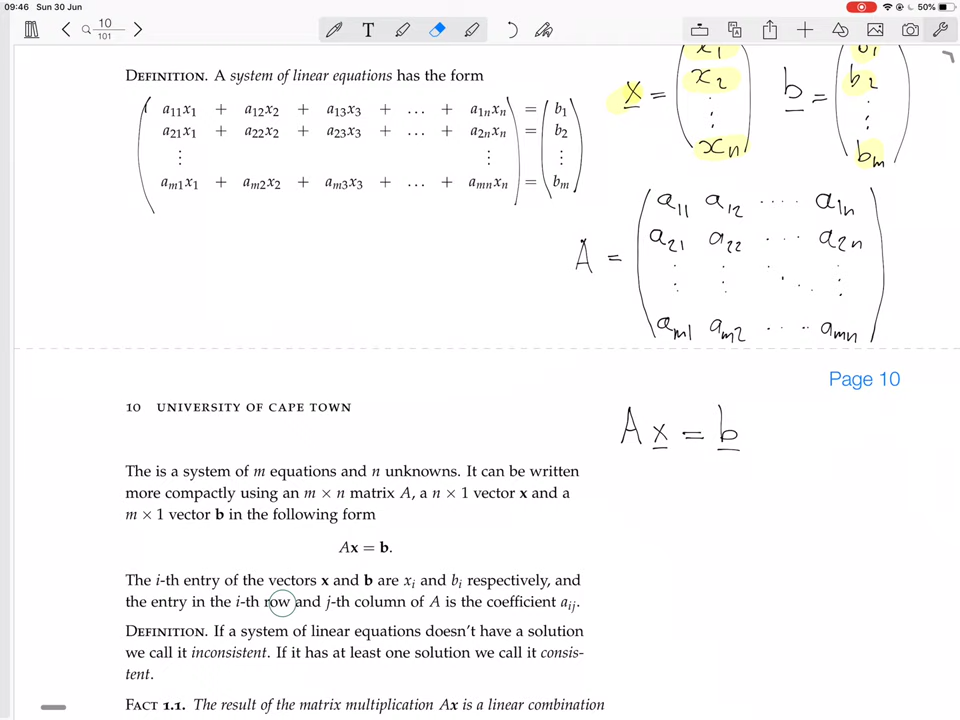 09:46 Sun 30 Jun
50%
10
101
DEFINITION. A system of linear equations has the form
a11x1 + a12x2 + a13x3 + … + a1nxn = b1
a21x1 + a22x2 + a23x3 + … + a2nxn = b2
⋮ ⋮ ⋮
am1x1 + am2x2 + am3x3 + … + amnxn = bm
x1 b1
x = x2 b = b2
⋮ ⋮
xn bm
a11 a12 ···· a1n
A = a21 a22 ··· a2n
⋮ ⋮ ⋱ ⋮
am1 am2 ···· amn
Page 10
10 UNIVERSITY OF CAPE TOWN
Ax = b
The is a system of m equations and n unknowns. It can be written
more compactly using an m × n matrix A, a n × 1 vector x and a
m × 1 vector b in the following form
Ax = b.
The i-th entry of the vectors x and b are xi and bi respectively, and
the entry in the i-th row and j-th column of A is the coefficient aij.
DEFINITION. If a system of linear equations doesn't have a solution
we call it inconsistent. If it has at least one solution we call it consis-
tent.
FACT 1.1. The result of the matrix multiplication Ax is a linear combination